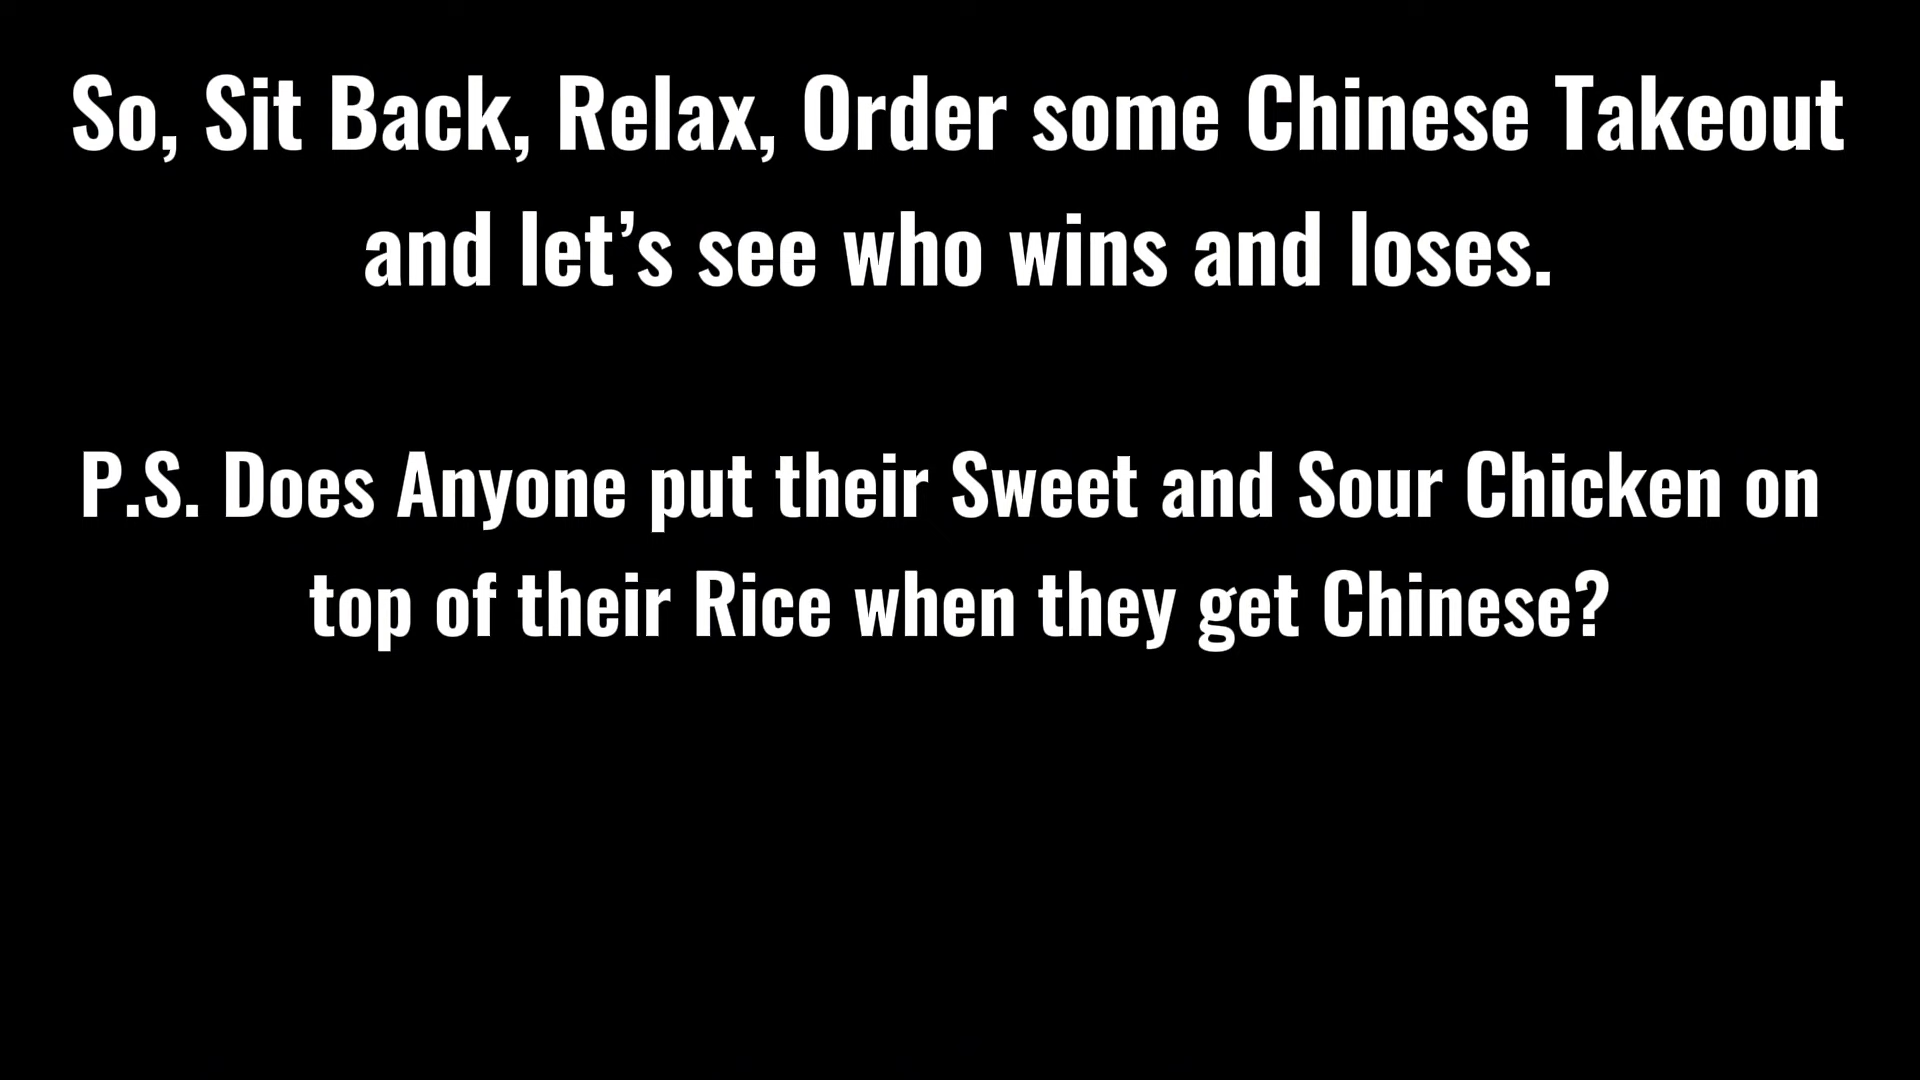 So, Sit Back, Relax, Order some Chinese Takeout
and let’s see who wins and loses.
P.S. Does Anyone put their Sweet and Sour Chicken on
top of their Rice when they get Chinese?